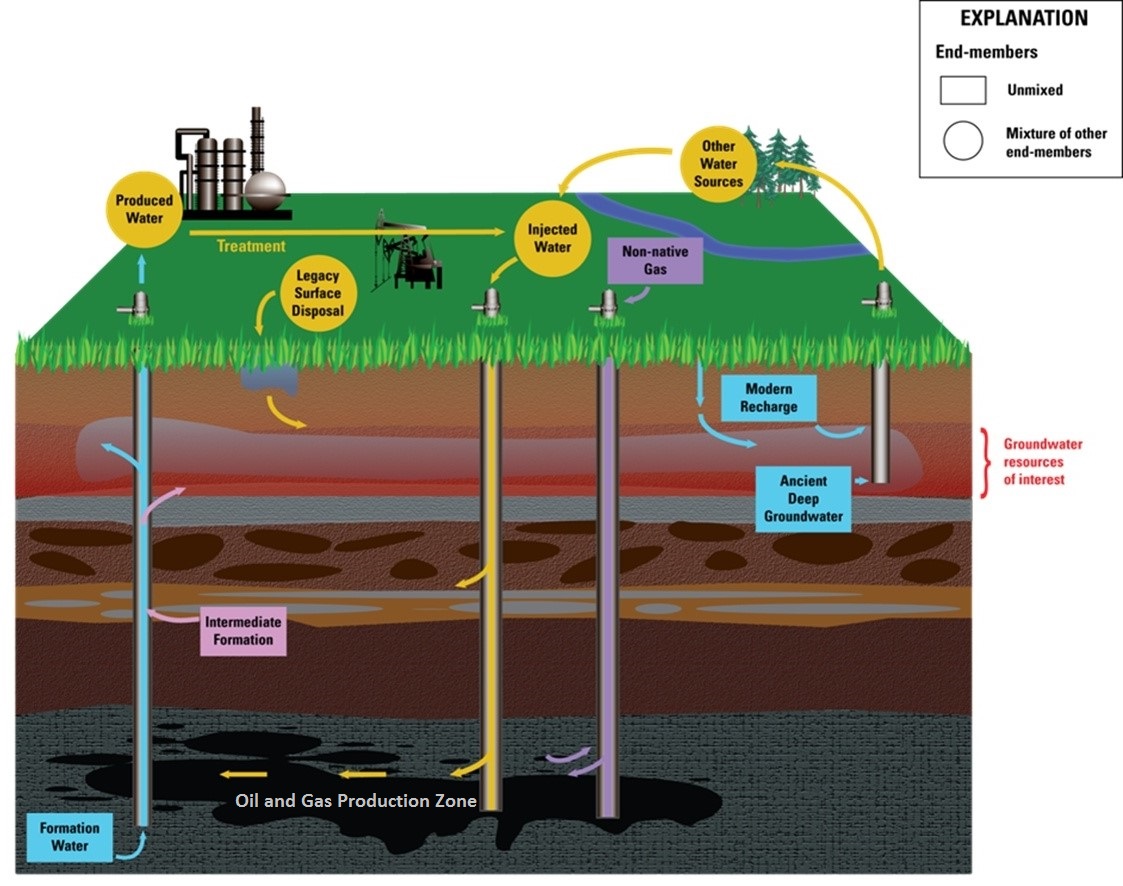 EXPLANATION
End-members
Unmixed
Mixture of other
end-members
Other
Water
Sources
Produced
Water
Injected
Water
Treatment
Non-native
Gas
Legacy
Surface
Disposal
Modern
Recharge
Groundwater
resources
of interest
Ancient
Deep
Groundwater
Intermediate
Formation
Oil and Gas Production Zone
Formation
Water